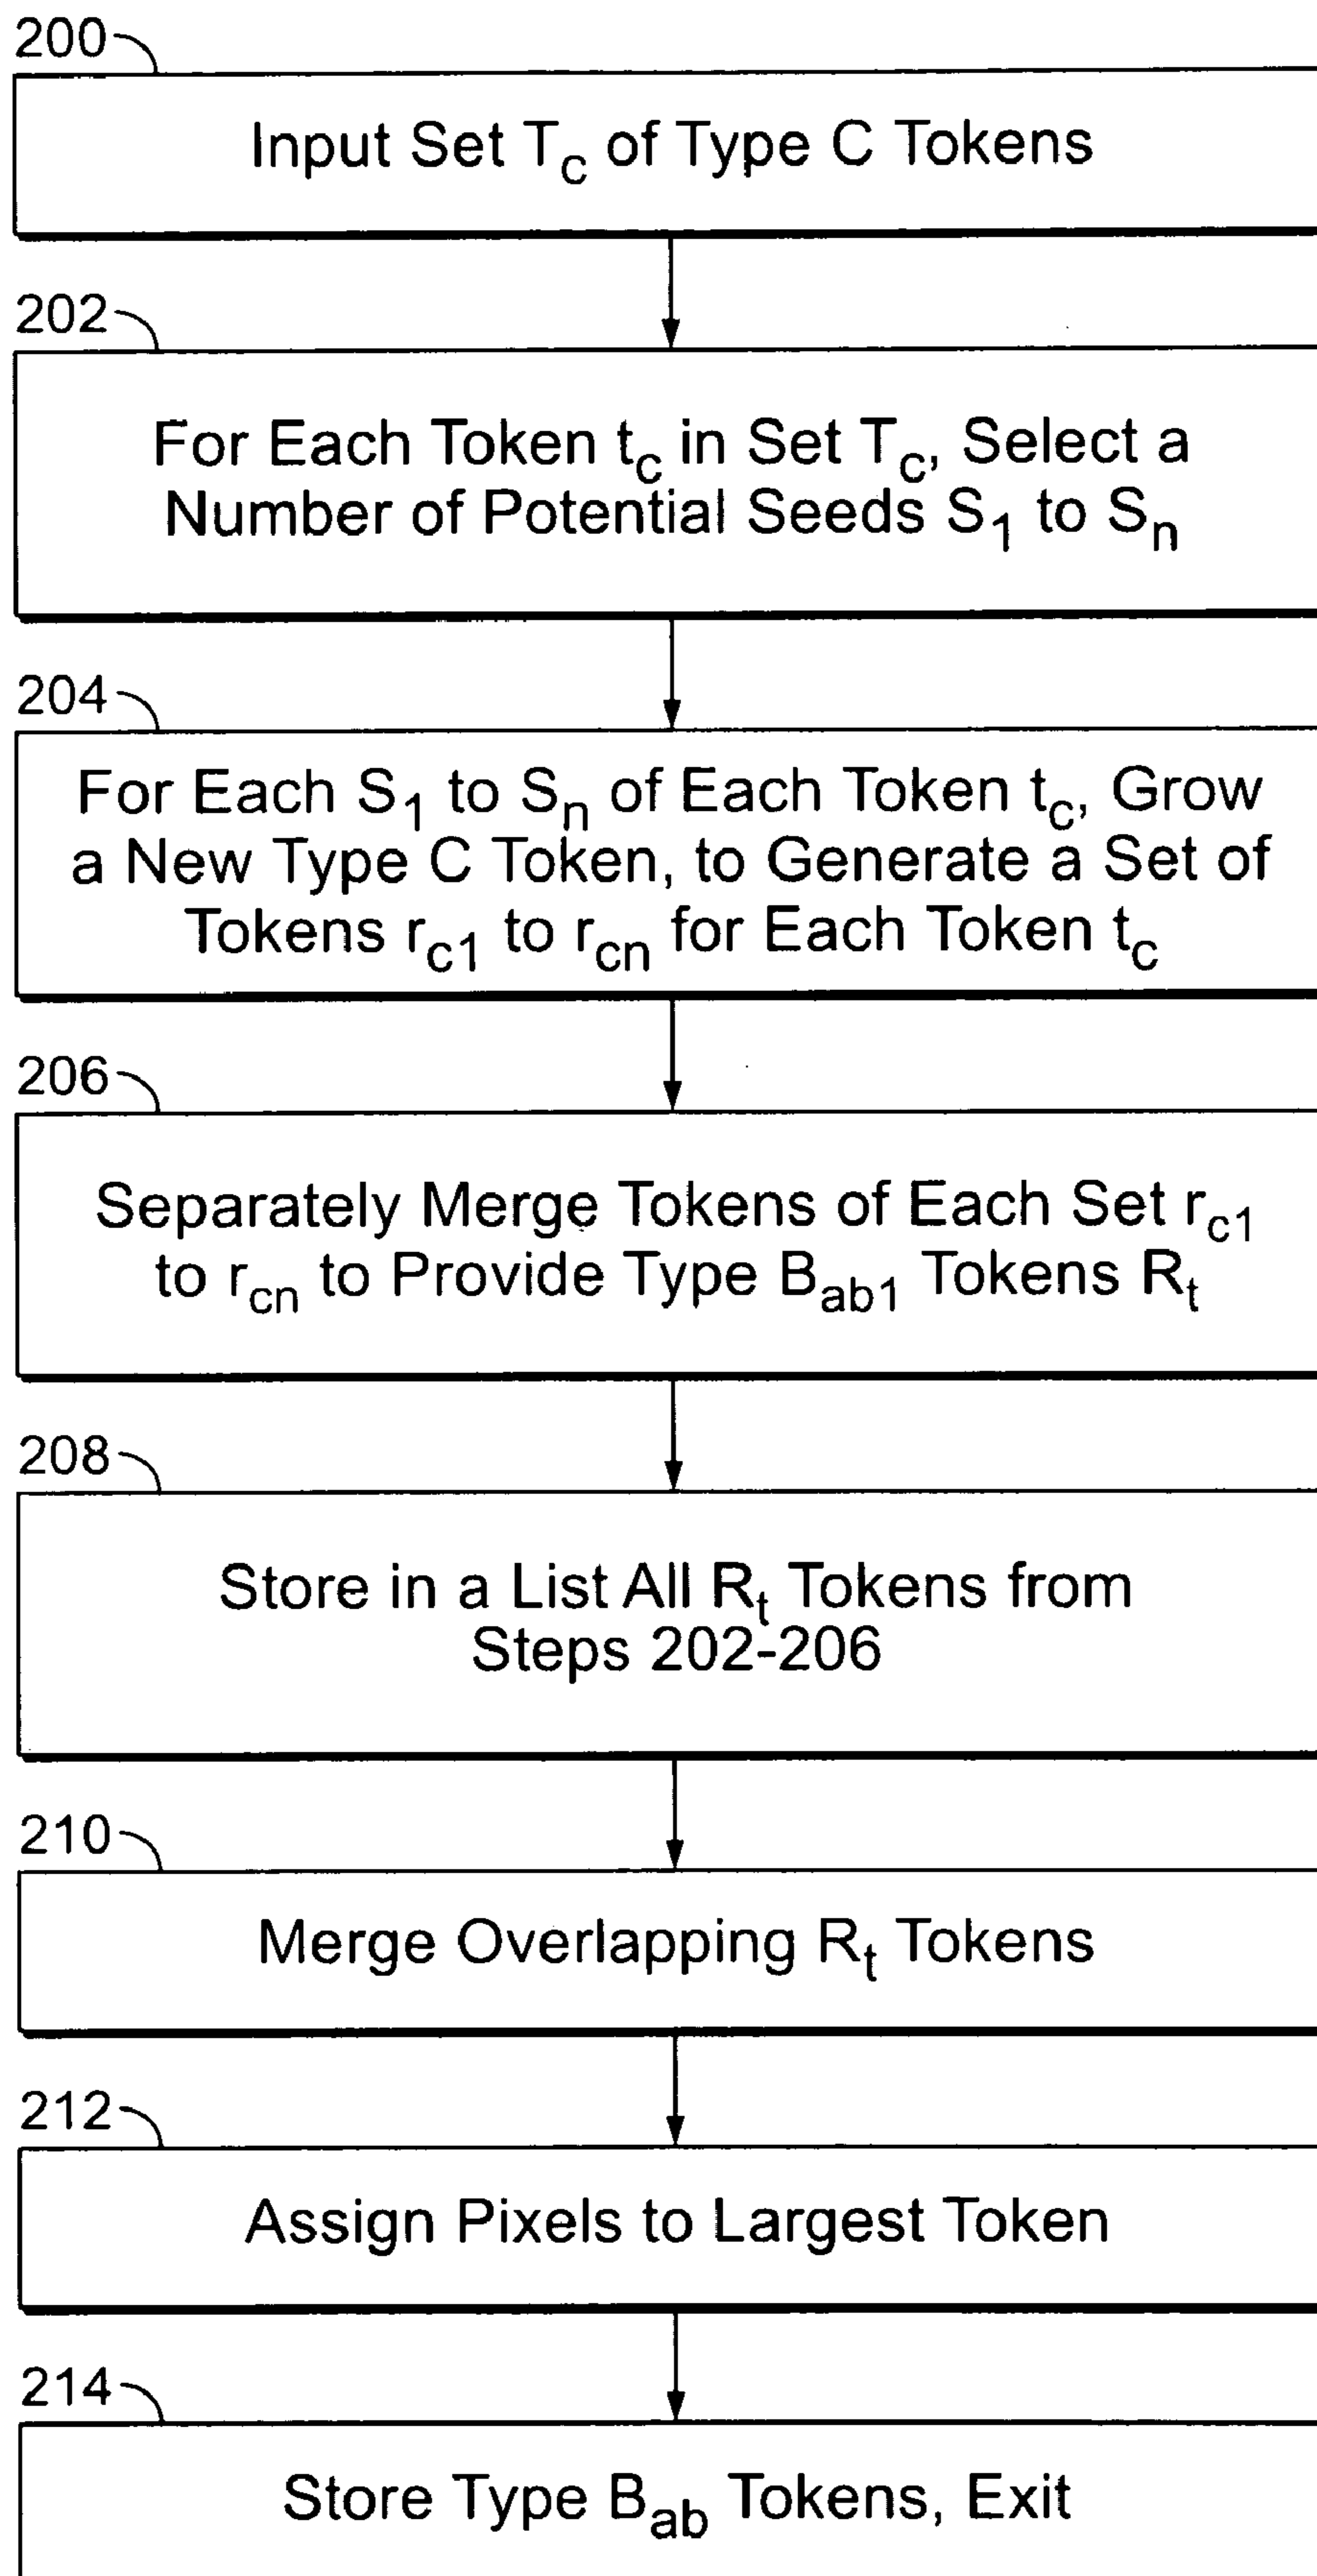 200
Input Set Tc of Type C Tokens
202
For Each Token tc in Set Tc, Select a
Number of Potential Seeds S1 to Sn
204
For Each S1 to Sn of Each Token tc, Grow
a New Type C Token, to Generate a Set of
Tokens rc1 to rcn for Each Token tc
206
Separately Merge Tokens of Each Set rc1
to rcn to Provide Type Bab1 Tokens Rt
208
Store in a List All Rt Tokens from
Steps 202-206
210
Merge Overlapping Rt Tokens
212
Assign Pixels to Largest Token
214
Store Type Bab Tokens, Exit